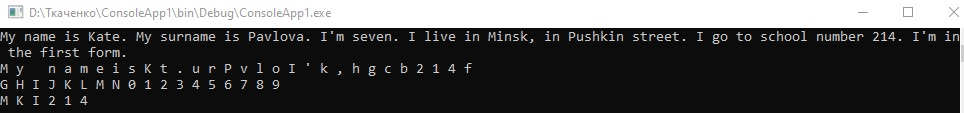 D:\Ткаченко\ConsoleApp1\bin\Debug\ConsoleApp1.exe
My name is Kate. My surname is Pavlova. I'm seven. I live in Minsk, in Pushkin street. I go to school number 214. I'm in
 the first form.
M y   n a m e i s K t . u r P v l o I ' k , h g c b 2 1 4 f
G H I J K L M N 0 1 2 3 4 5 6 7 8 9
M K I 2 1 4